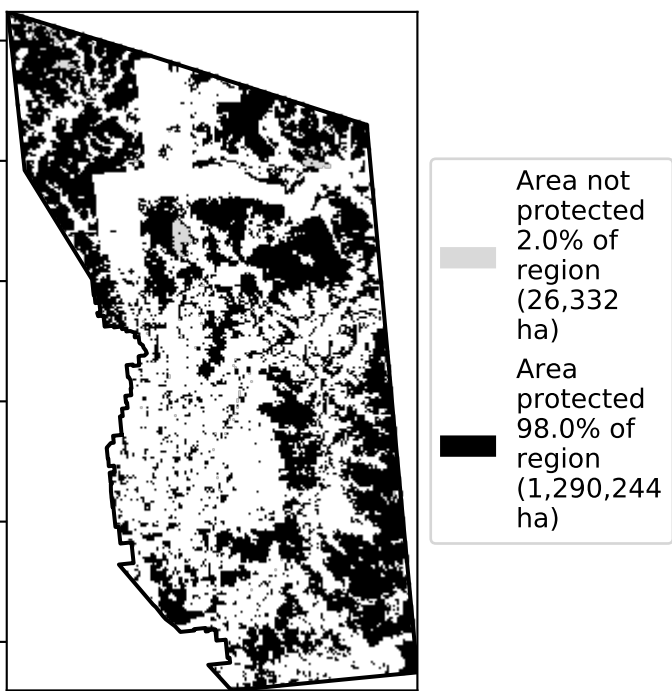 Area not
protected
2.0% of
region
(26,332
ha)
Area
protected
98.0% of
region
(1,290,244
ha)